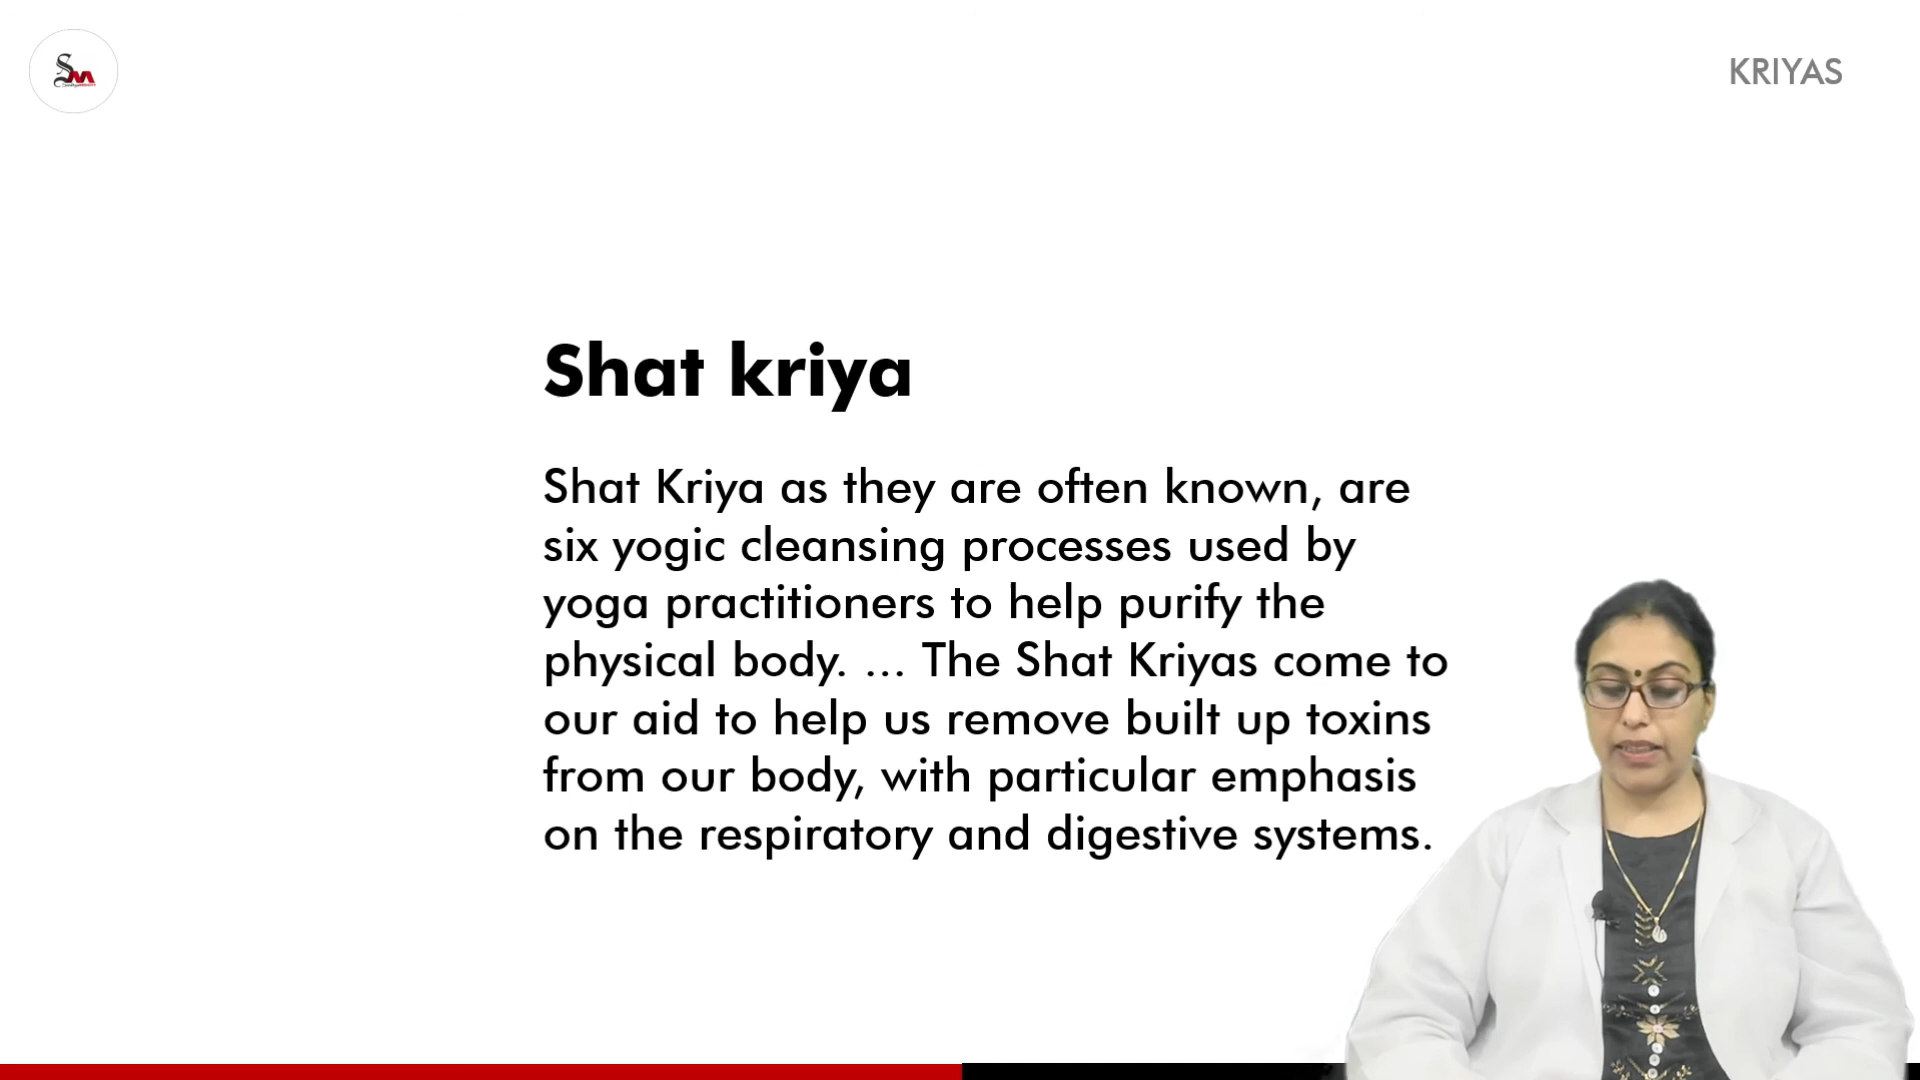 SM
KRIYAS
Shat kriya
Shat Kriya as they are often known, are
six yogic cleansing processes used by
yoga practitioners to help purify the
physical body. ... The Shat Kriyas come to
our aid to help us remove built up toxins
from our body, with particular emphasis
on the respiratory and digestive systems.